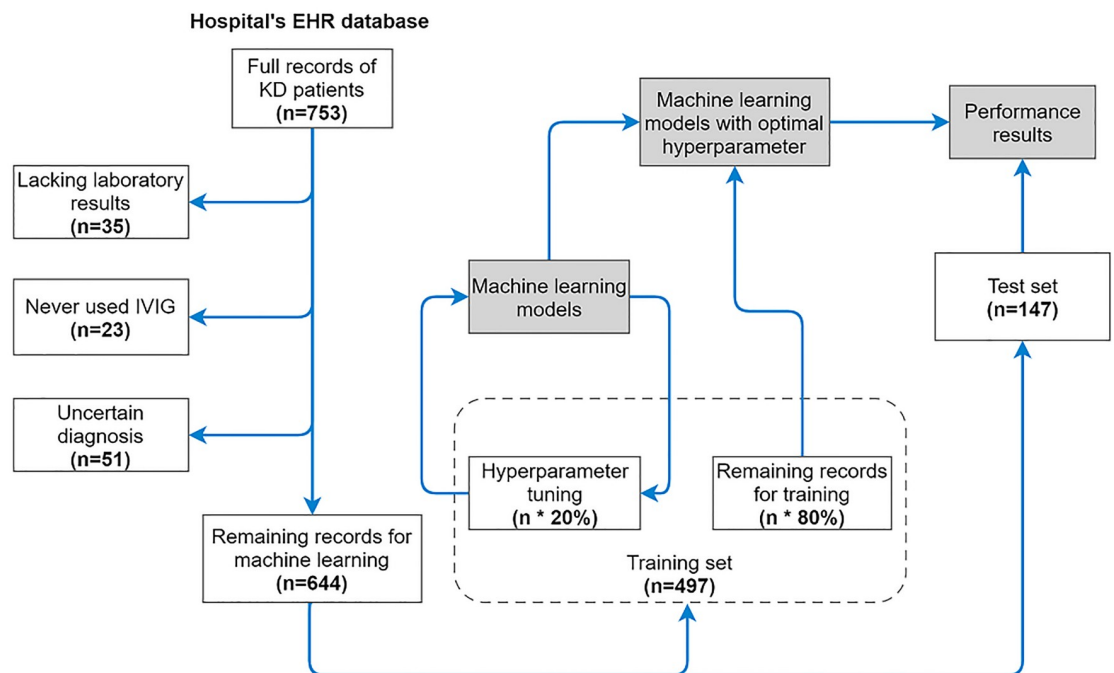 Hospital's EHR database
Full records of
KD patients
(n=753)
Lacking laboratory
results
(n=35)
Never used IVIG
(n=23)
Uncertain
diagnosis
(n=51)
Remaining records for
machine learning
(n=644)
Machine learning
models with optimal
hyperparameter
Performance
results
Machine learning
models
Test set
(n=147)
Hyperparameter
tuning
(n * 20%)
Remaining records
for training
(n * 80%)
Training set
(n=497)